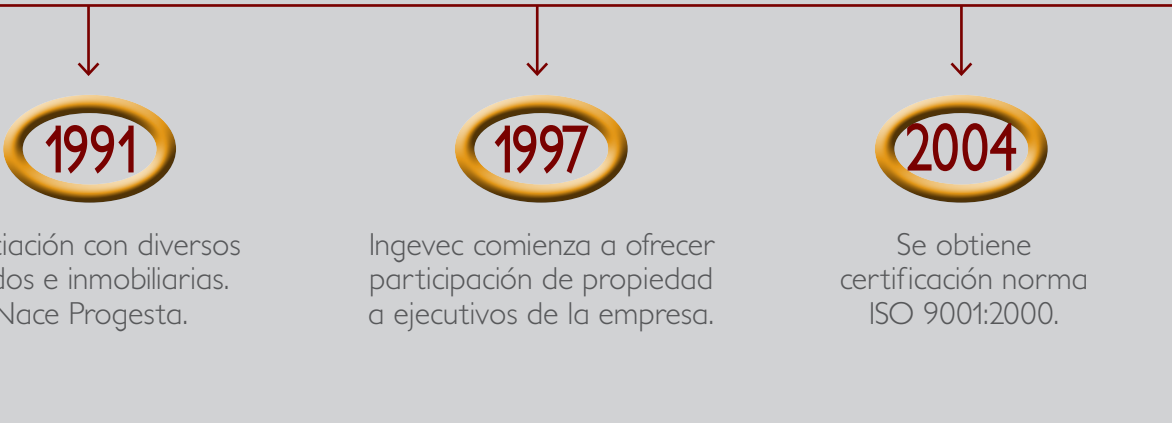 1991
ciación con diversos
dos e inmobiliarias.
Nace Progesta.
1997
Ingevec comienza a ofrecer
participación de propiedad
a ejecutivos de la empresa.
2004
Se obtiene
certificación norma
ISO 9001:2000.